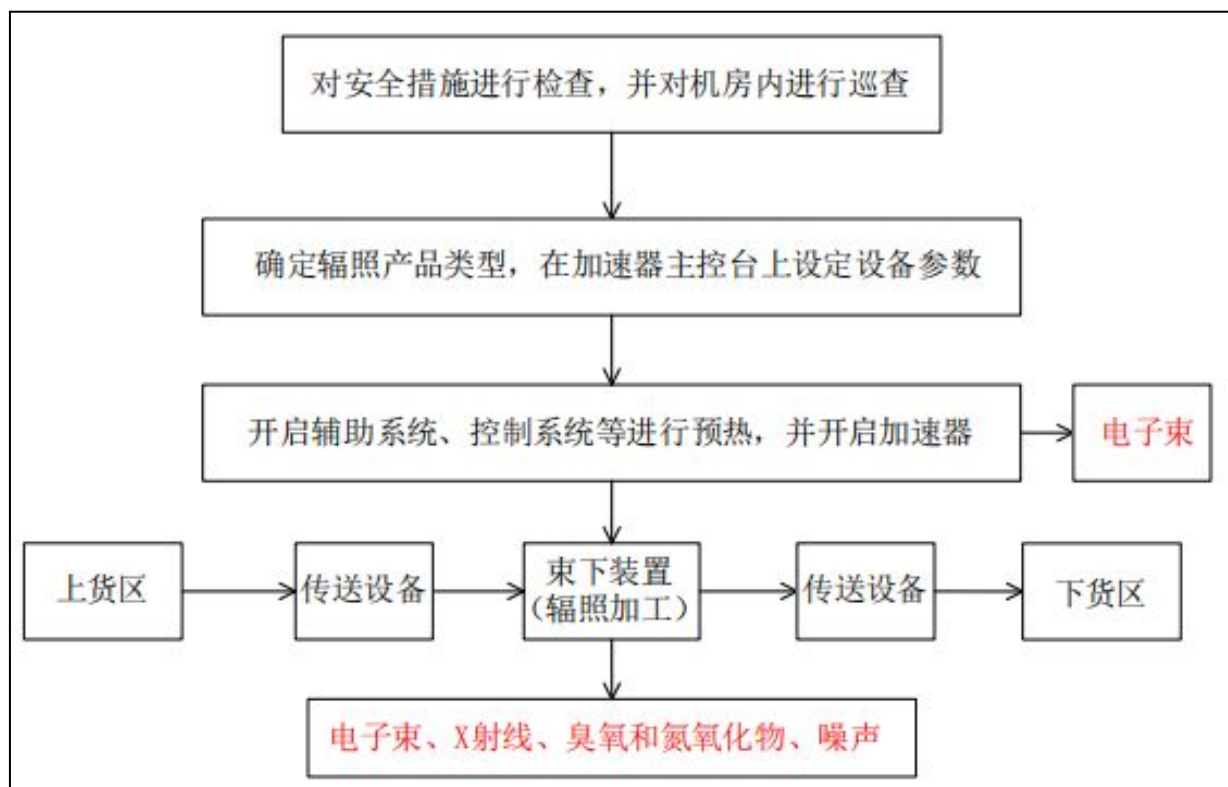 对安全措施进行检查，并对机房内进行巡查
确定辐照产品类型，在加速器主控台上设定设备参数
开启辅助系统、控制系统等进行预热，并开启加速器
电子束
上货区
传送设备
束下装置
（辐照加工）
传送设备
下货区
电子束、X射线、臭氧和氮氧化物、噪声